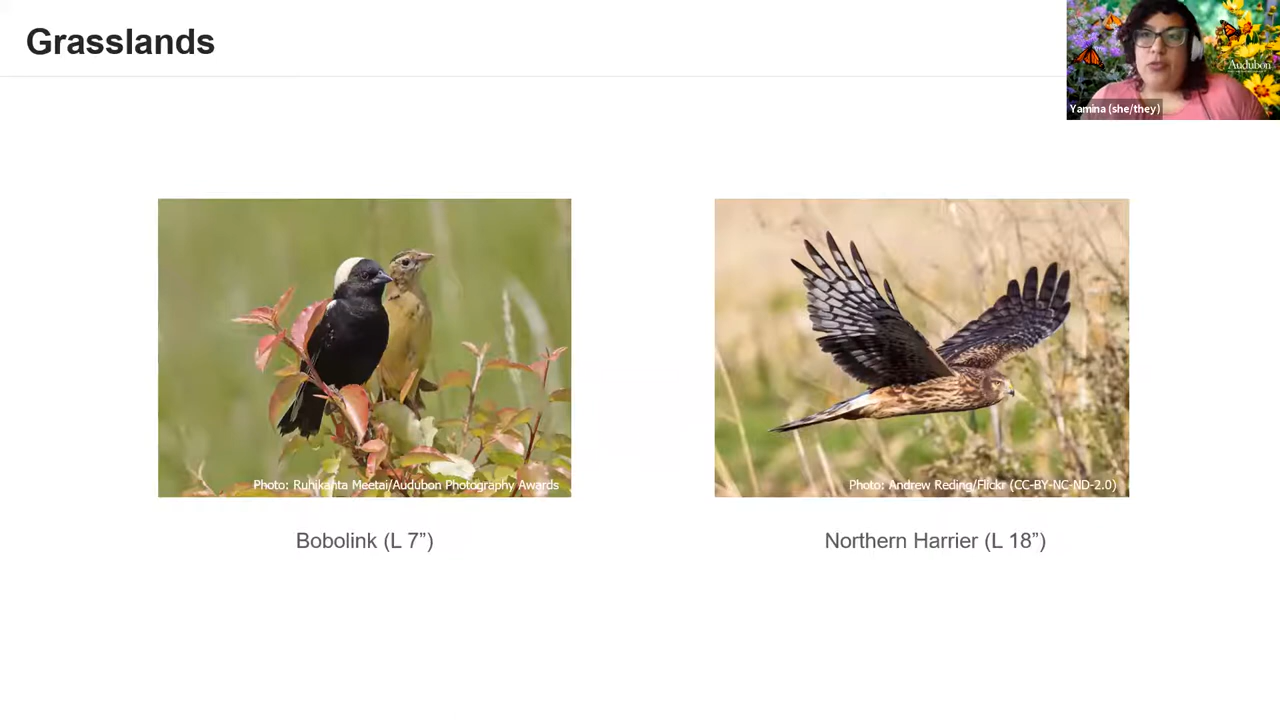 Grasslands
Audubon
Yamina (she/they)
Photo: Ruhikanta Meetai/Audubon Photography Awards
Photo: Andrew Reding/Flickr (CC-BY-NC-ND-2.0)
Bobolink (L 7”)
Northern Harrier (L 18”)